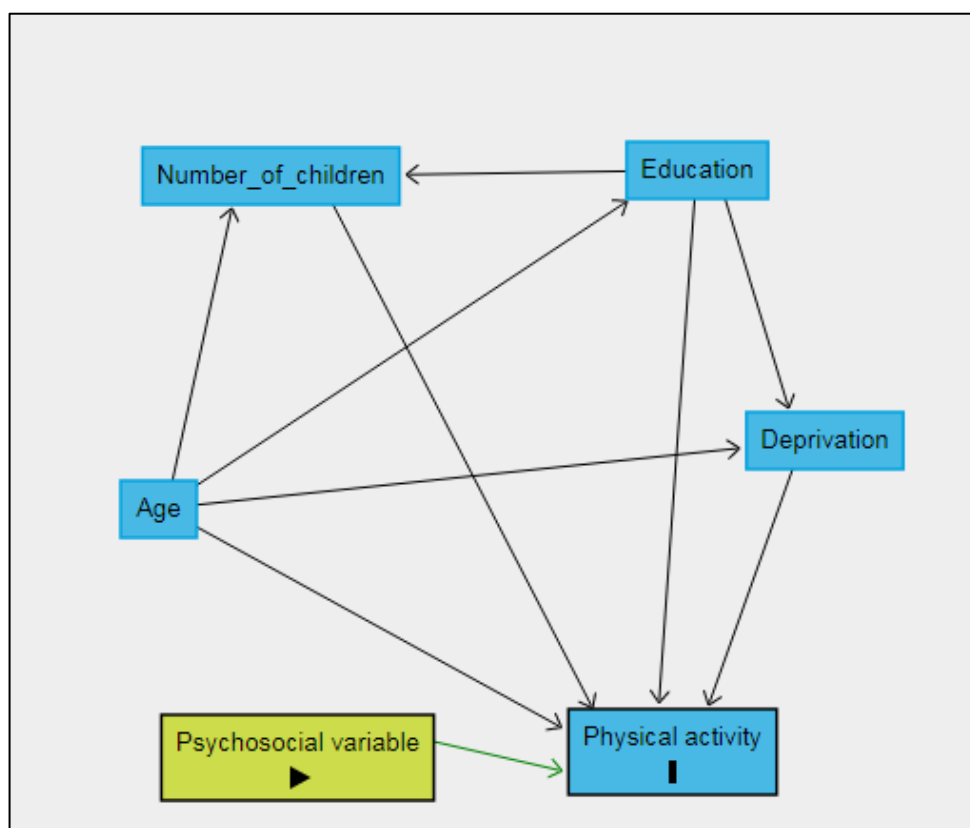 Number_of_children
Education
Deprivation
Age
Psychosocial variable
Physical activity